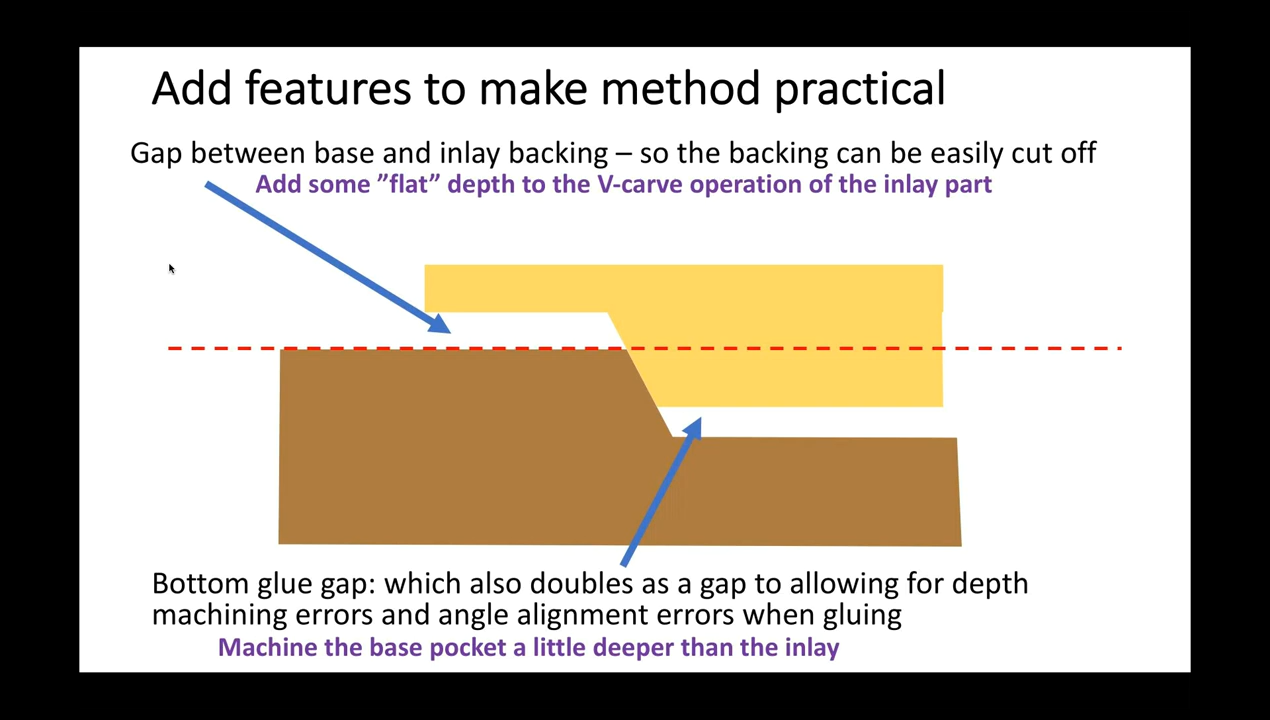 Add features to make method practical
Gap between base and inlay backing – so the backing can be easily cut off
Add some ”flat” depth to the V-carve operation of the inlay part
Bottom glue gap: which also doubles as a gap to allowing for depth
machining errors and angle alignment errors when gluing
Machine the base pocket a little deeper than the inlay